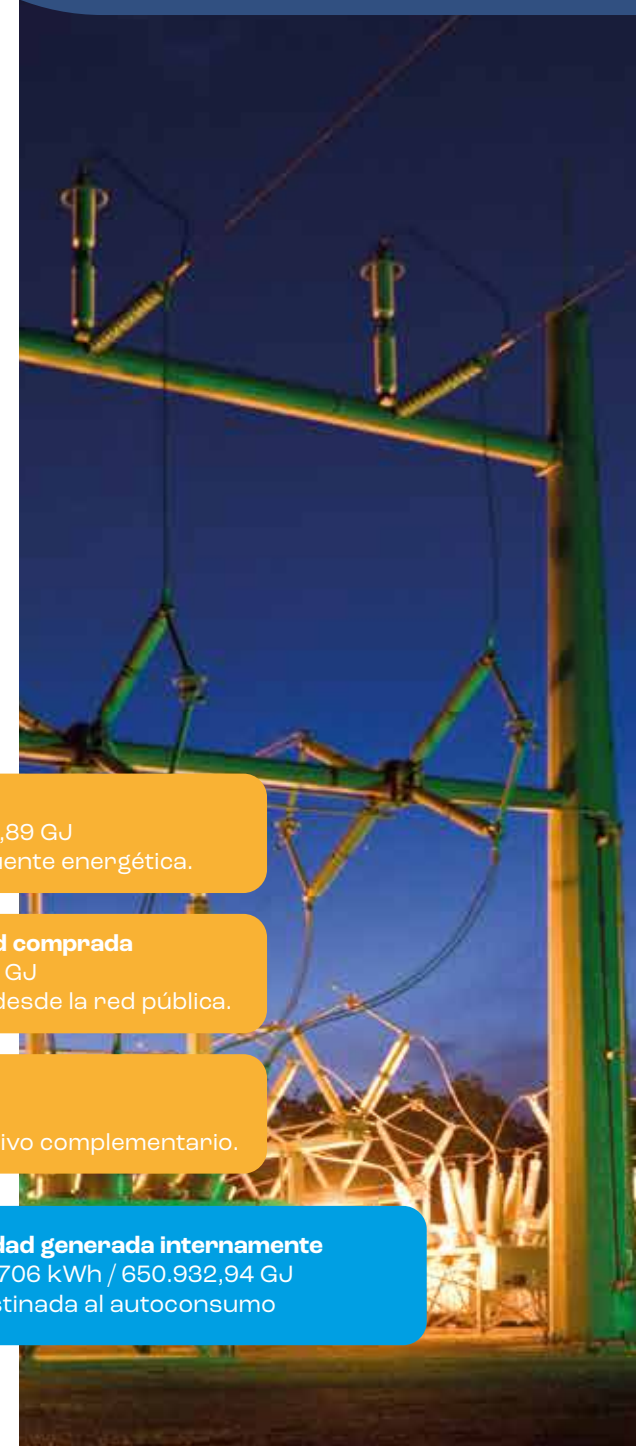 ,89 GJ
uente energética.
d comprada
GJ
desde la red pública.
ivo complementario.
dad generada internamente
706 kWh / 650.932,94 GJ
stinada al autoconsumo